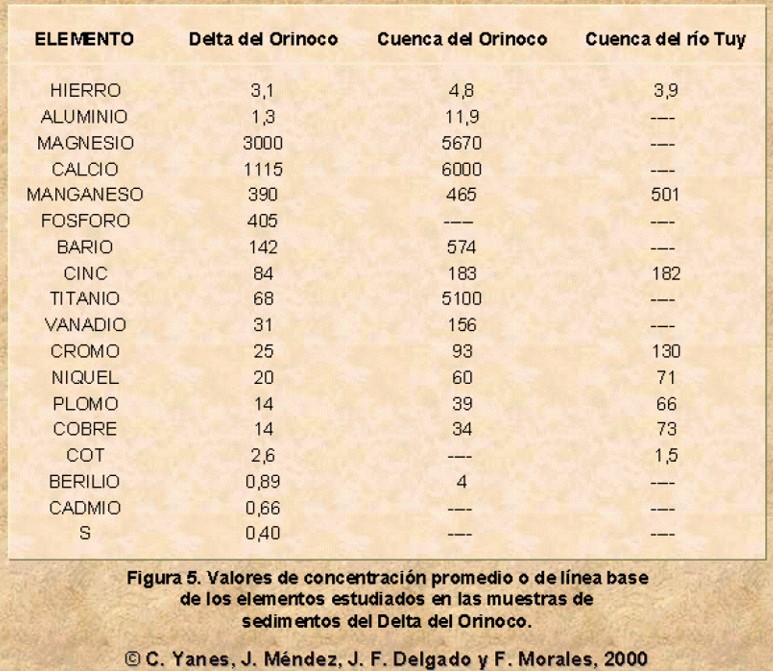 ELEMENTO Delta del Orinoco Cuenca del Orinoco Cuenca del río Tuy
HIERRO 3,1 4,8 3,9
ALUMINIO 1,3 11,9 ----
MAGNESIO 3000 5670 ----
CALCIO 1115 6000 ----
MANGANESO 390 465 501
FOSFORO 405 ----- ----
BARIO 142 574 ----
CINC 84 183 182
TITANIO 68 5100 ----
VANADIO 31 156 ----
CROMO 25 93 130
NIQUEL 20 60 71
PLOMO 14 39 66
COBRE 14 34 73
COT 2,6 ---- 1,5
BERILIO 0,89 4 ----
CADMIO 0,66 ---- ----
S 0,40 ---- ----
Figura 5. Valores de concentración promedio o de línea base
de los elementos estudiados en las muestras de
sedimentos del Delta del Orinoco.
© C. Yanes, J. Méndez, J. F. Delgado y F. Morales, 2000